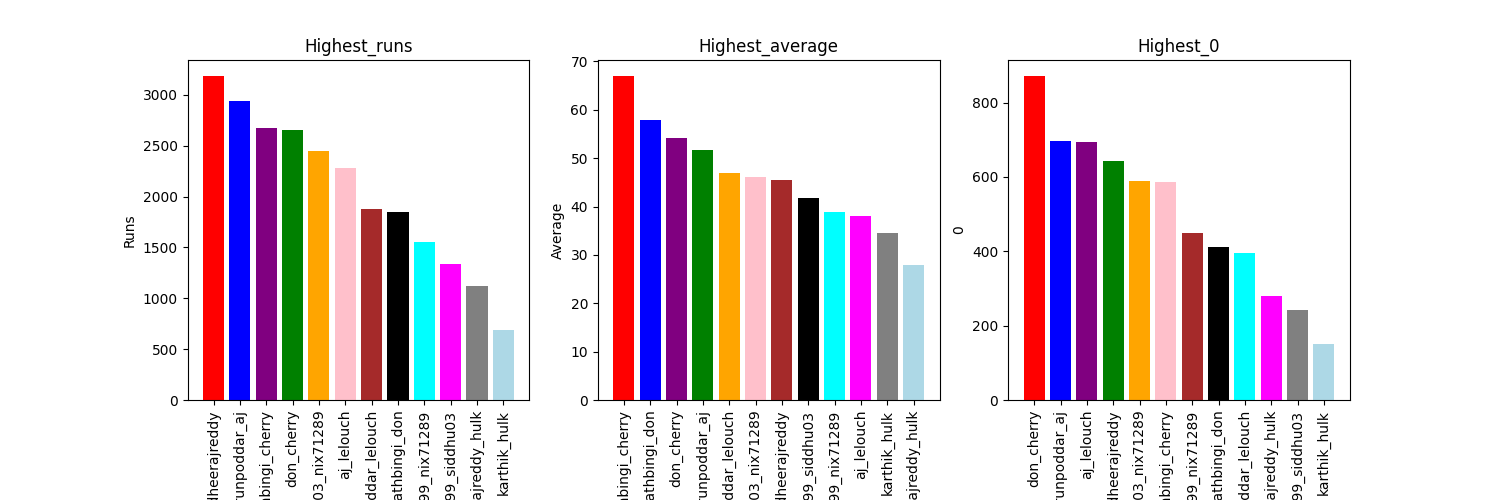 Highest_runs
Runs
3000
2500
2000
1500
1000
500
0
dheerajreddy
runpoddar_aj
nbingi_cherry
don_cherry
03_nix71289
aj_lelouch
ddar_lelouch
athbingi_don
99_nix71289
99_siddhu03
ajreddy_hulk
karthik_hulk
Highest_average
Average
70
60
50
40
30
20
10
0
nbingi_cherry
athbingi_don
don_cherry
runpoddar_aj
ddar_lelouch
03_nix71289
dheerajreddy
99_siddhu03
99_nix71289
aj_lelouch
karthik_hulk
ajreddy_hulk
Highest_0
0
800
600
400
200
0
don_cherry
runpoddar_aj
aj_lelouch
dheerajreddy
03_nix71289
nbingi_cherry
99_nix71289
athbingi_don
ddar_lelouch
ajreddy_hulk
99_siddhu03
karthik_hulk